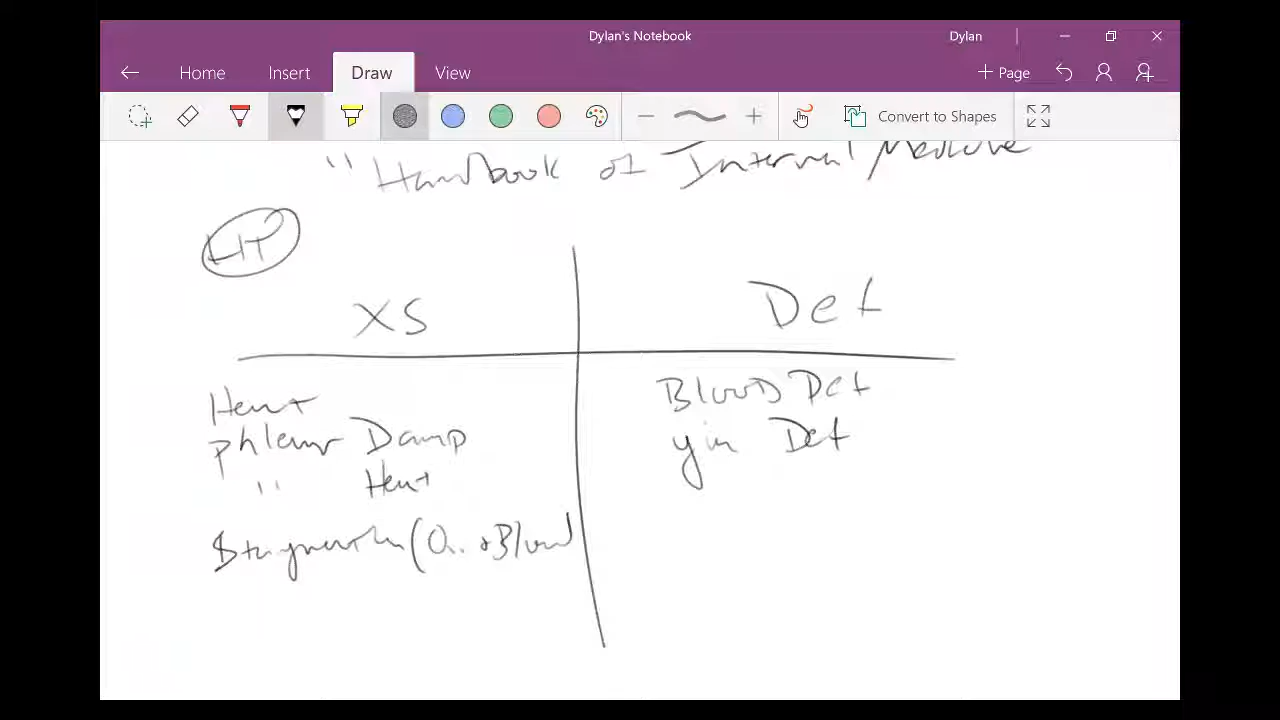 Dylan's Notebook Dylan
Home Insert Draw View + Page
Convert to Shapes
"Handbook of Internal Medicine
HT
XS Def
Heat Blood Def
phlegm Damp yin Def
" Heat
Stagnation (Qi + Blood